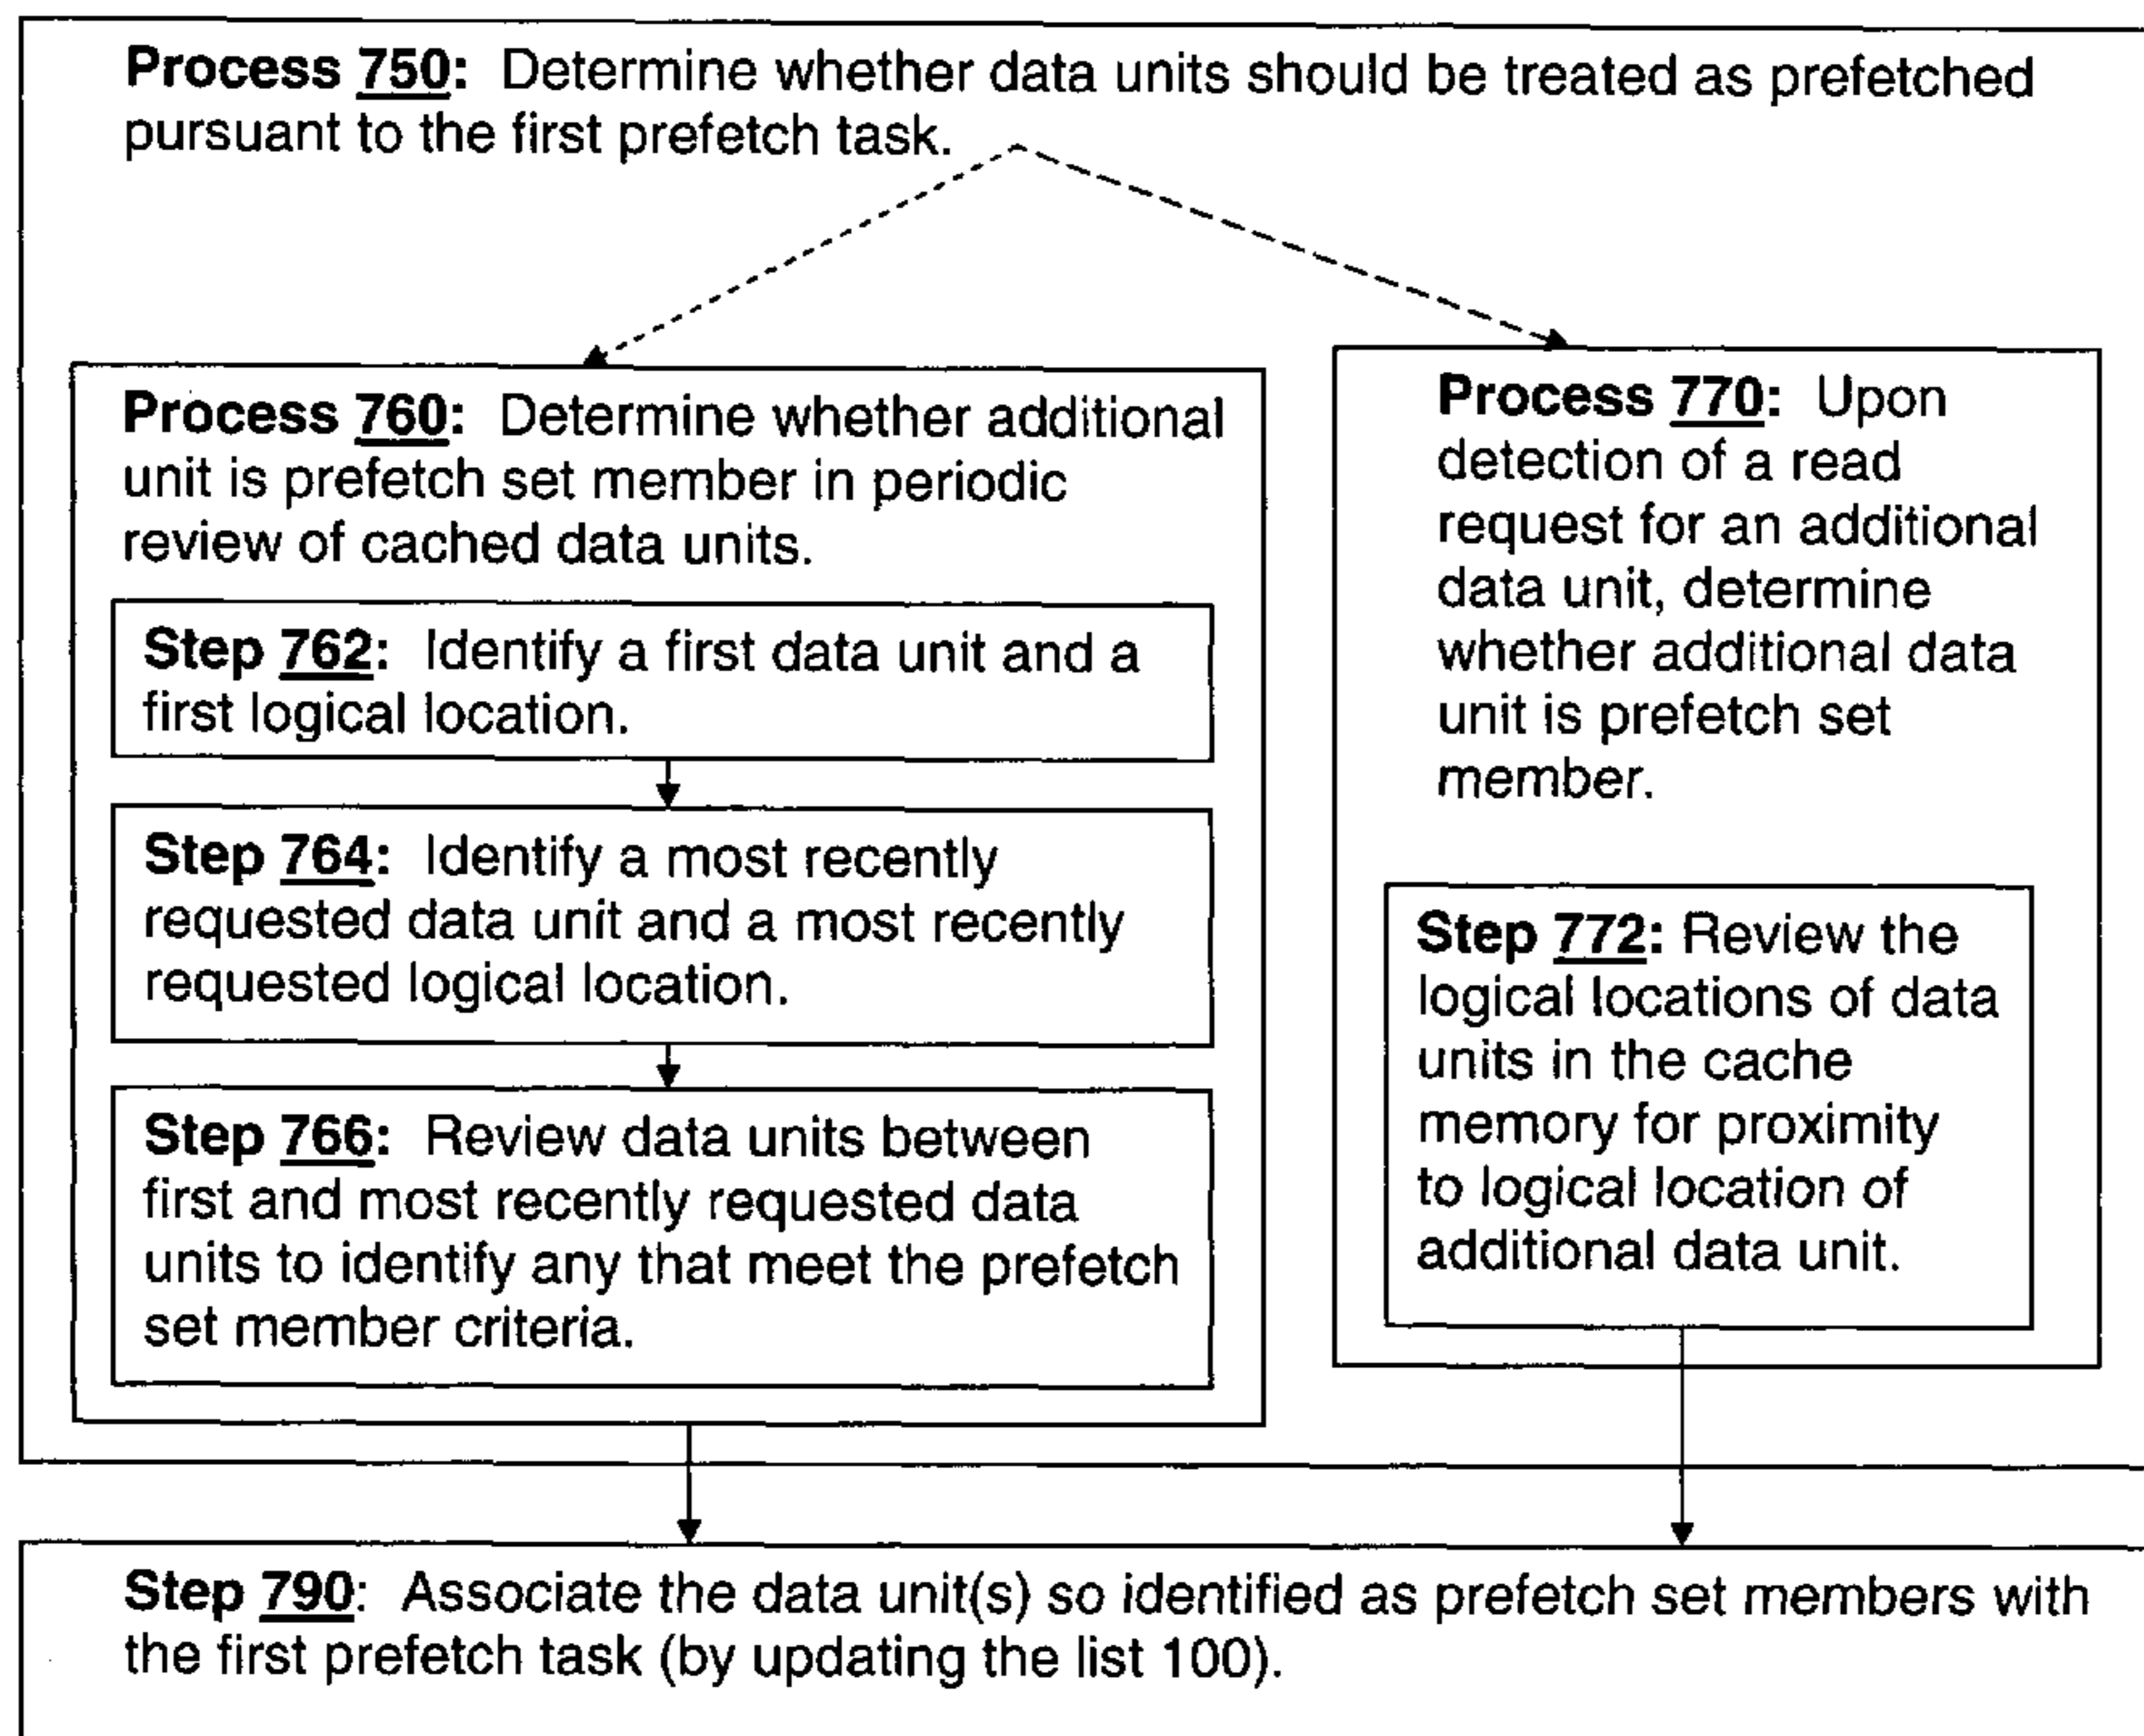 Process 750: Determine whether data units should be treated as prefetched
pursuant to the first prefetch task.
Process 760: Determine whether additional
unit is prefetch set member in periodic
review of cached data units.
Step 762: Identify a first data unit and a
first logical location.
Step 764: Identify a most recently
requested data unit and a most recently
requested logical location.
Step 766: Review data units between
first and most recently requested data
units to identify any that meet the prefetch
set member criteria.
Process 770: Upon
detection of a read
request for an additional
data unit, determine
whether additional data
unit is prefetch set
member.
Step 772: Review the
logical locations of data
units in the cache
memory for proximity
to logical location of
additional data unit.
Step 790: Associate the data unit(s) so identified as prefetch set members with
the first prefetch task (by updating the list 100).